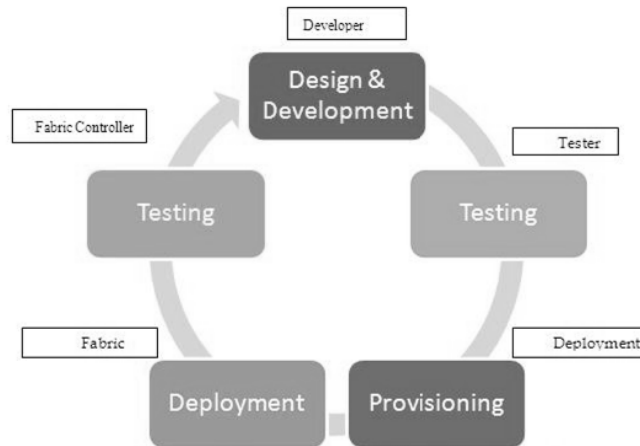 Developer
Design &
Development
Fabric Controller
Tester
Testing
Testing
Fabric
Deployment
Deployment
Provisioning